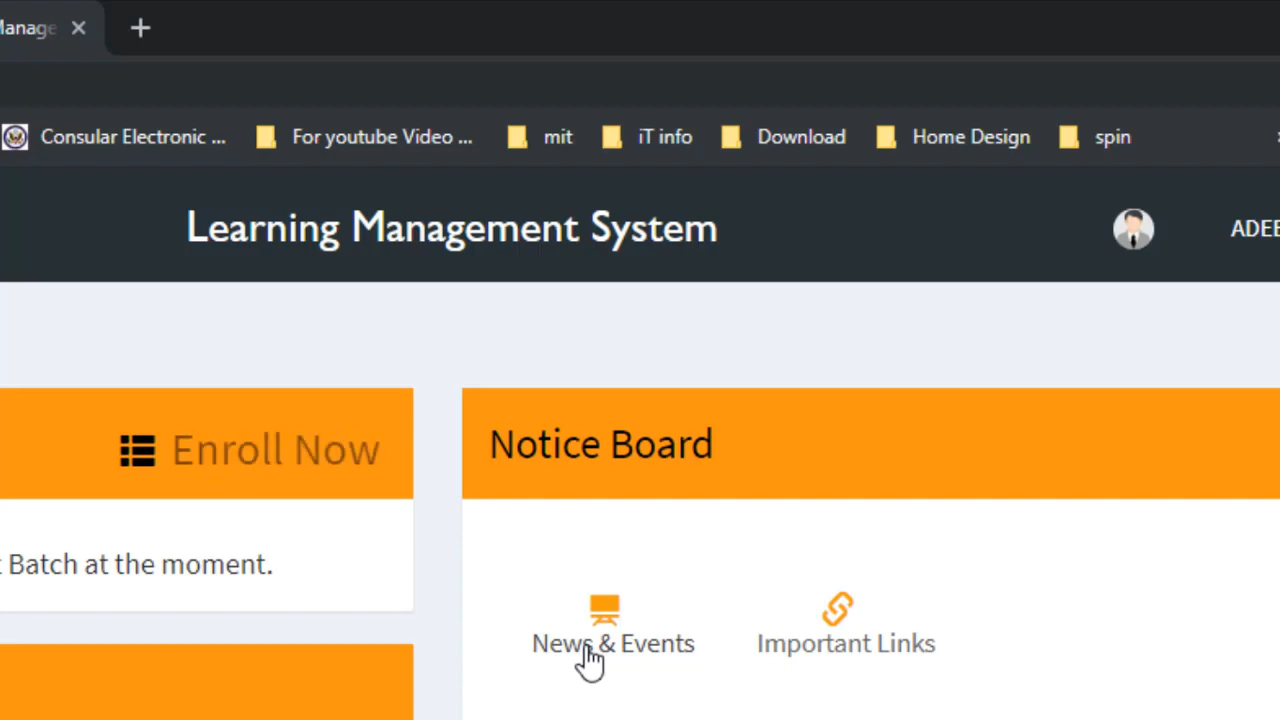 Manage
Consular Electronic ... For youtube Video ... mit iT info Download Home Design spin
Learning Management System ADEE
Enroll Now
Notice Board
Batch at the moment.
News & Events Important Links